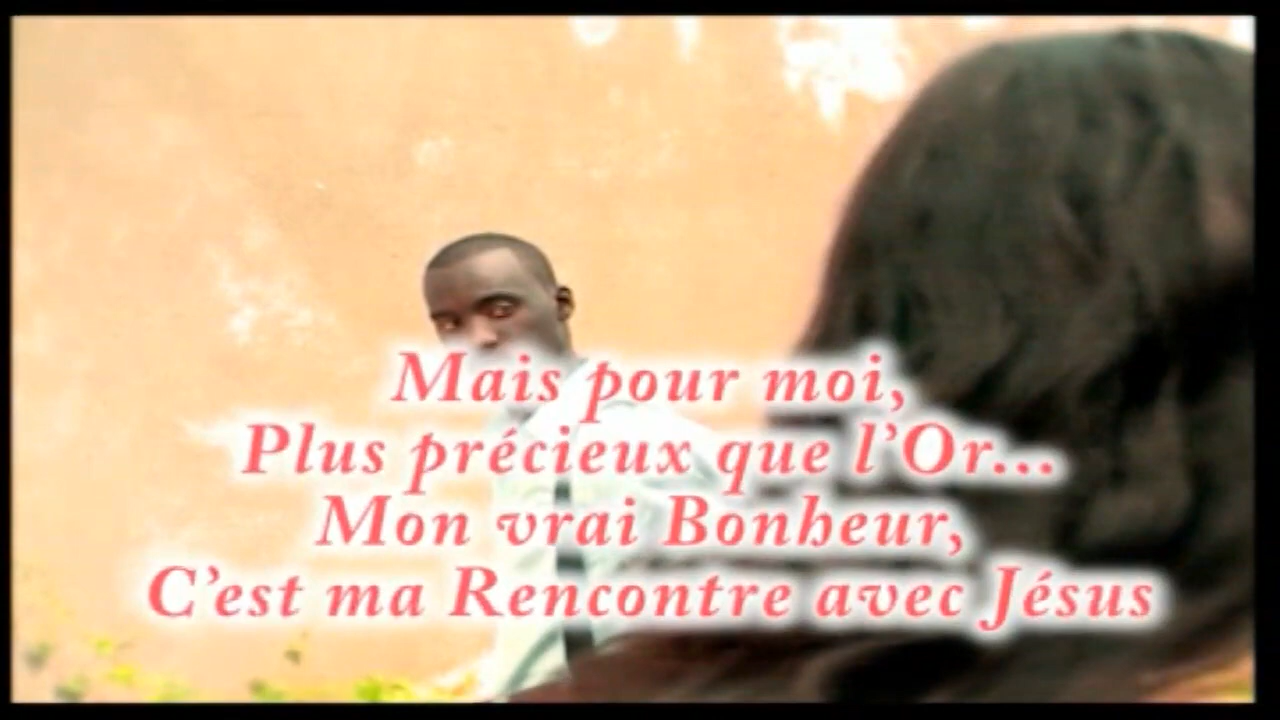 Mais pour moi,
Plus précieux que l'Or...
Mon vrai Bonheur,
C'est ma Rencontre avec Jésus